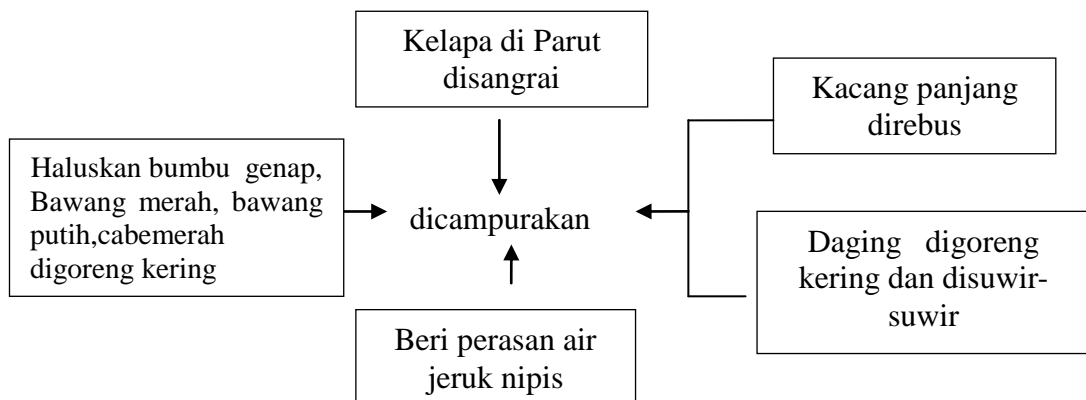 Kelapa di Parut
disangrai
Kacang panjang
direbus
Haluskan bumbu genap,
Bawang merah, bawang
putih,cabemerah
digoreng kering
dicampurakan
Daging digoreng
kering dan disuwir-
suwir
Beri perasan air
jeruk nipis